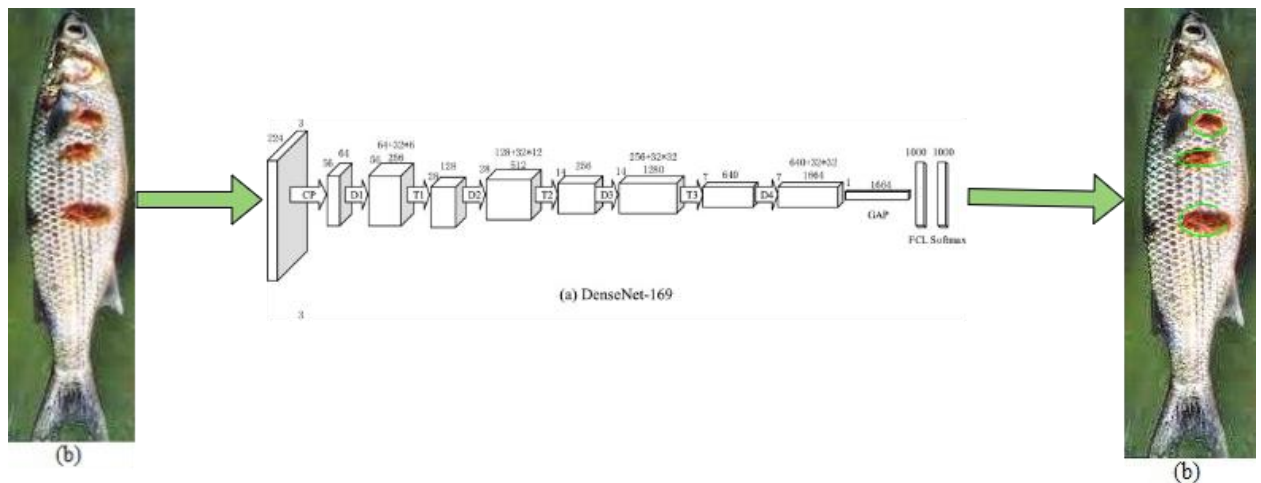 (b)
3
224
CP
56
64
D1
64+32*6
56
256
T1
28
128
D2
128+32*12
28
512
T2
14
256
D3
256+32*32
14
1280
T3
7
640
D4
640+32*32
7
1664
1
1664
GAP
1000 1000
FCL Softmax
3
(a) DenseNet-169
(b)